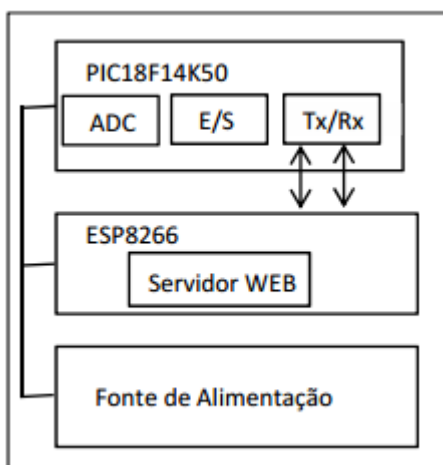 PIC18F14K50
ADC E/S Tx/Rx
ESP8266
Servidor WEB
Fonte de Alimentação